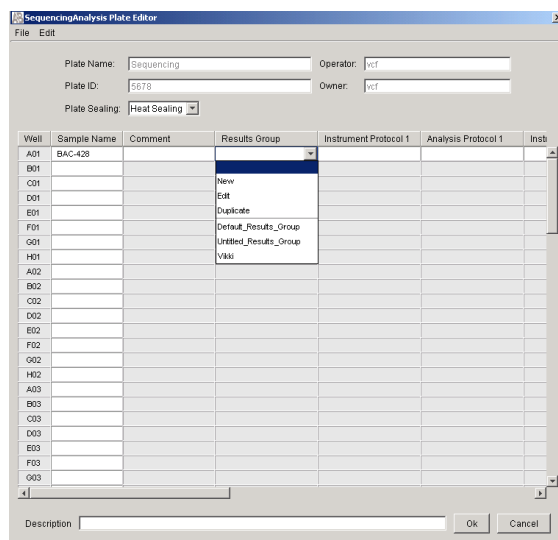 SequencingAnalysis Plate Editor
File Edit
Plate Name: Sequencing Operator: vcf
Plate ID: 5678 Owner: vcf
Plate Sealing: Heat Sealing
Well Sample Name Comment Results Group Instrument Protocol 1 Analysis Protocol 1 Instr
A01 BAC-428
B01
C01 New
D01 Edit
E01 Duplicate
F01 Default_Results_Group
G01 Untitled_Results_Group
H01 Vikki
A02
B02
C02
D02
E02
F02
G02
H02
A03
B03
C03
D03
E03
F03
G03
Description Ok Cancel